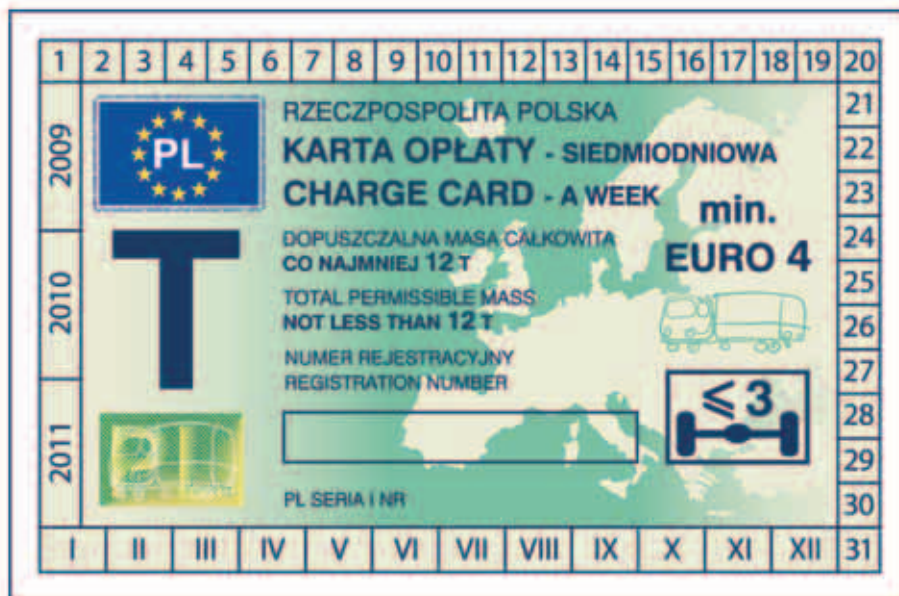 1 2 3 4 5 6 7 8 9 10 11 12 13 14 15 16 17 18 19 20
21
22
23
24
25
26
27
28
29
30
31
2009
2010
2011
PL
RZECZPOSPOLITA POLSKA
KARTA OPŁATY - SIEDMIODNIOWA
CHARGE CARD - A WEEK
min.
EURO 4
T
DOPUSZCZALNA MASA CAŁKOWITA
CO NAJMNIEJ 12 T
TOTAL PERMISSIBLE MASS
NOT LESS THAN 12 T
NUMER REJESTRACYJNY
REGISTRATION NUMBER
⩽ 3
PL SERIA I NR
I II III IV V VI VII VIII IX X XI XII